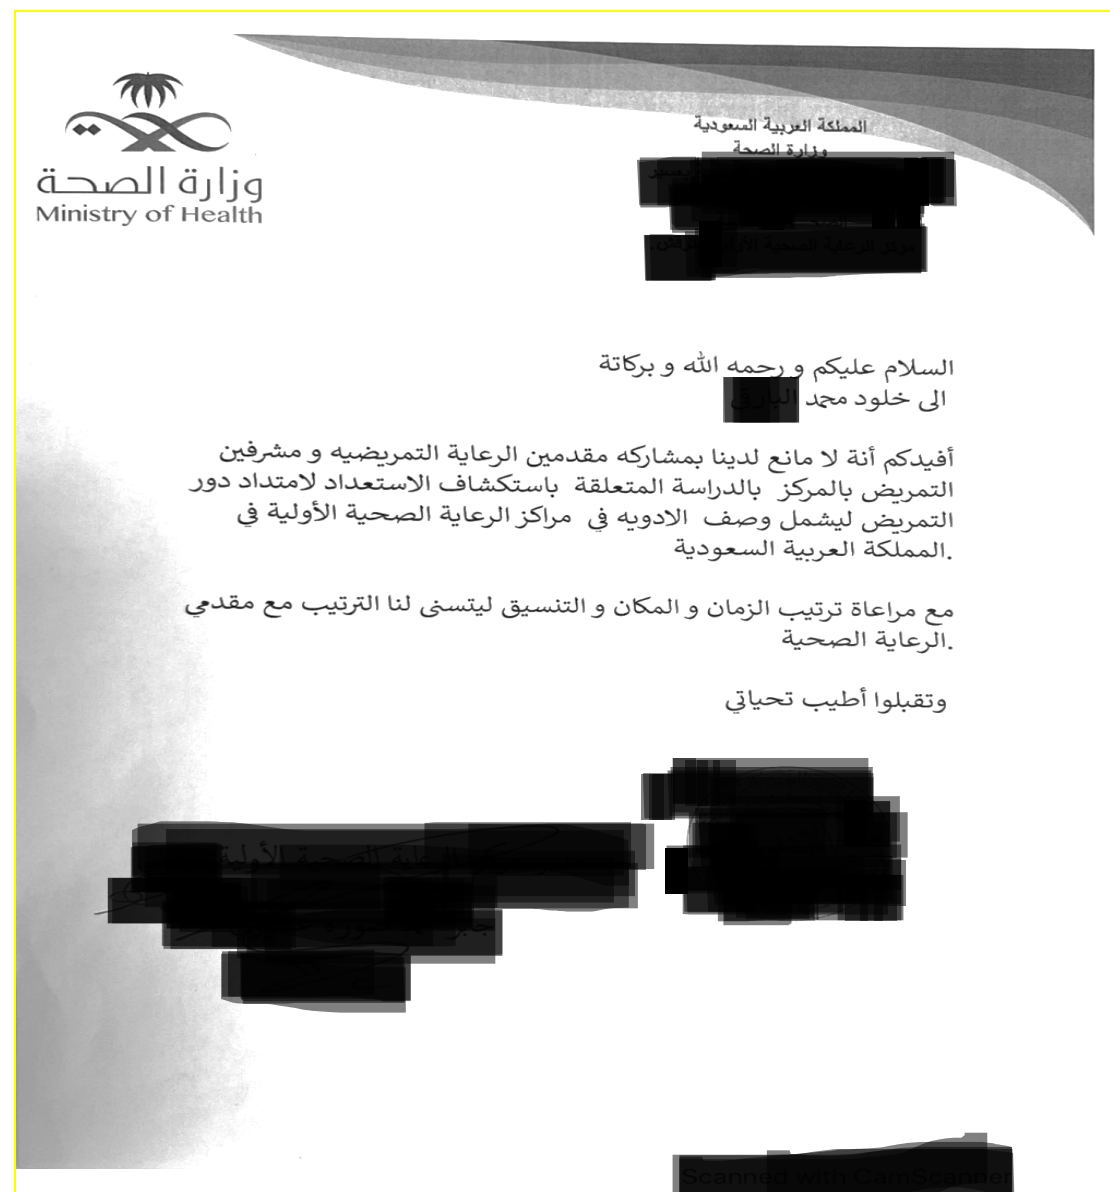 وزارة الصحة
Ministry of Health
المملكة العربية السعودية
وزارة الصحة
السلام عليكم و رحمه الله و بركاتة
الى خلود محمد
أفيدكم أنة لا مانع لدينا بمشاركه مقدمين الرعاية التمريضيه و مشرفين
التمريض بالمركز بالدراسة المتعلقة باستكشاف الاستعداد لامتداد دور
التمريض ليشمل وصف الادويه في مراكز الرعاية الصحية الأولية في
المملكة العربية السعودية.
مع مراعاة ترتيب الزمان و المكان و التنسيق ليتسنى لنا الترتيب مع مقدمي
الرعاية الصحية.
وتقبلوا أطيب تحياتي
Scanned with CamScanner